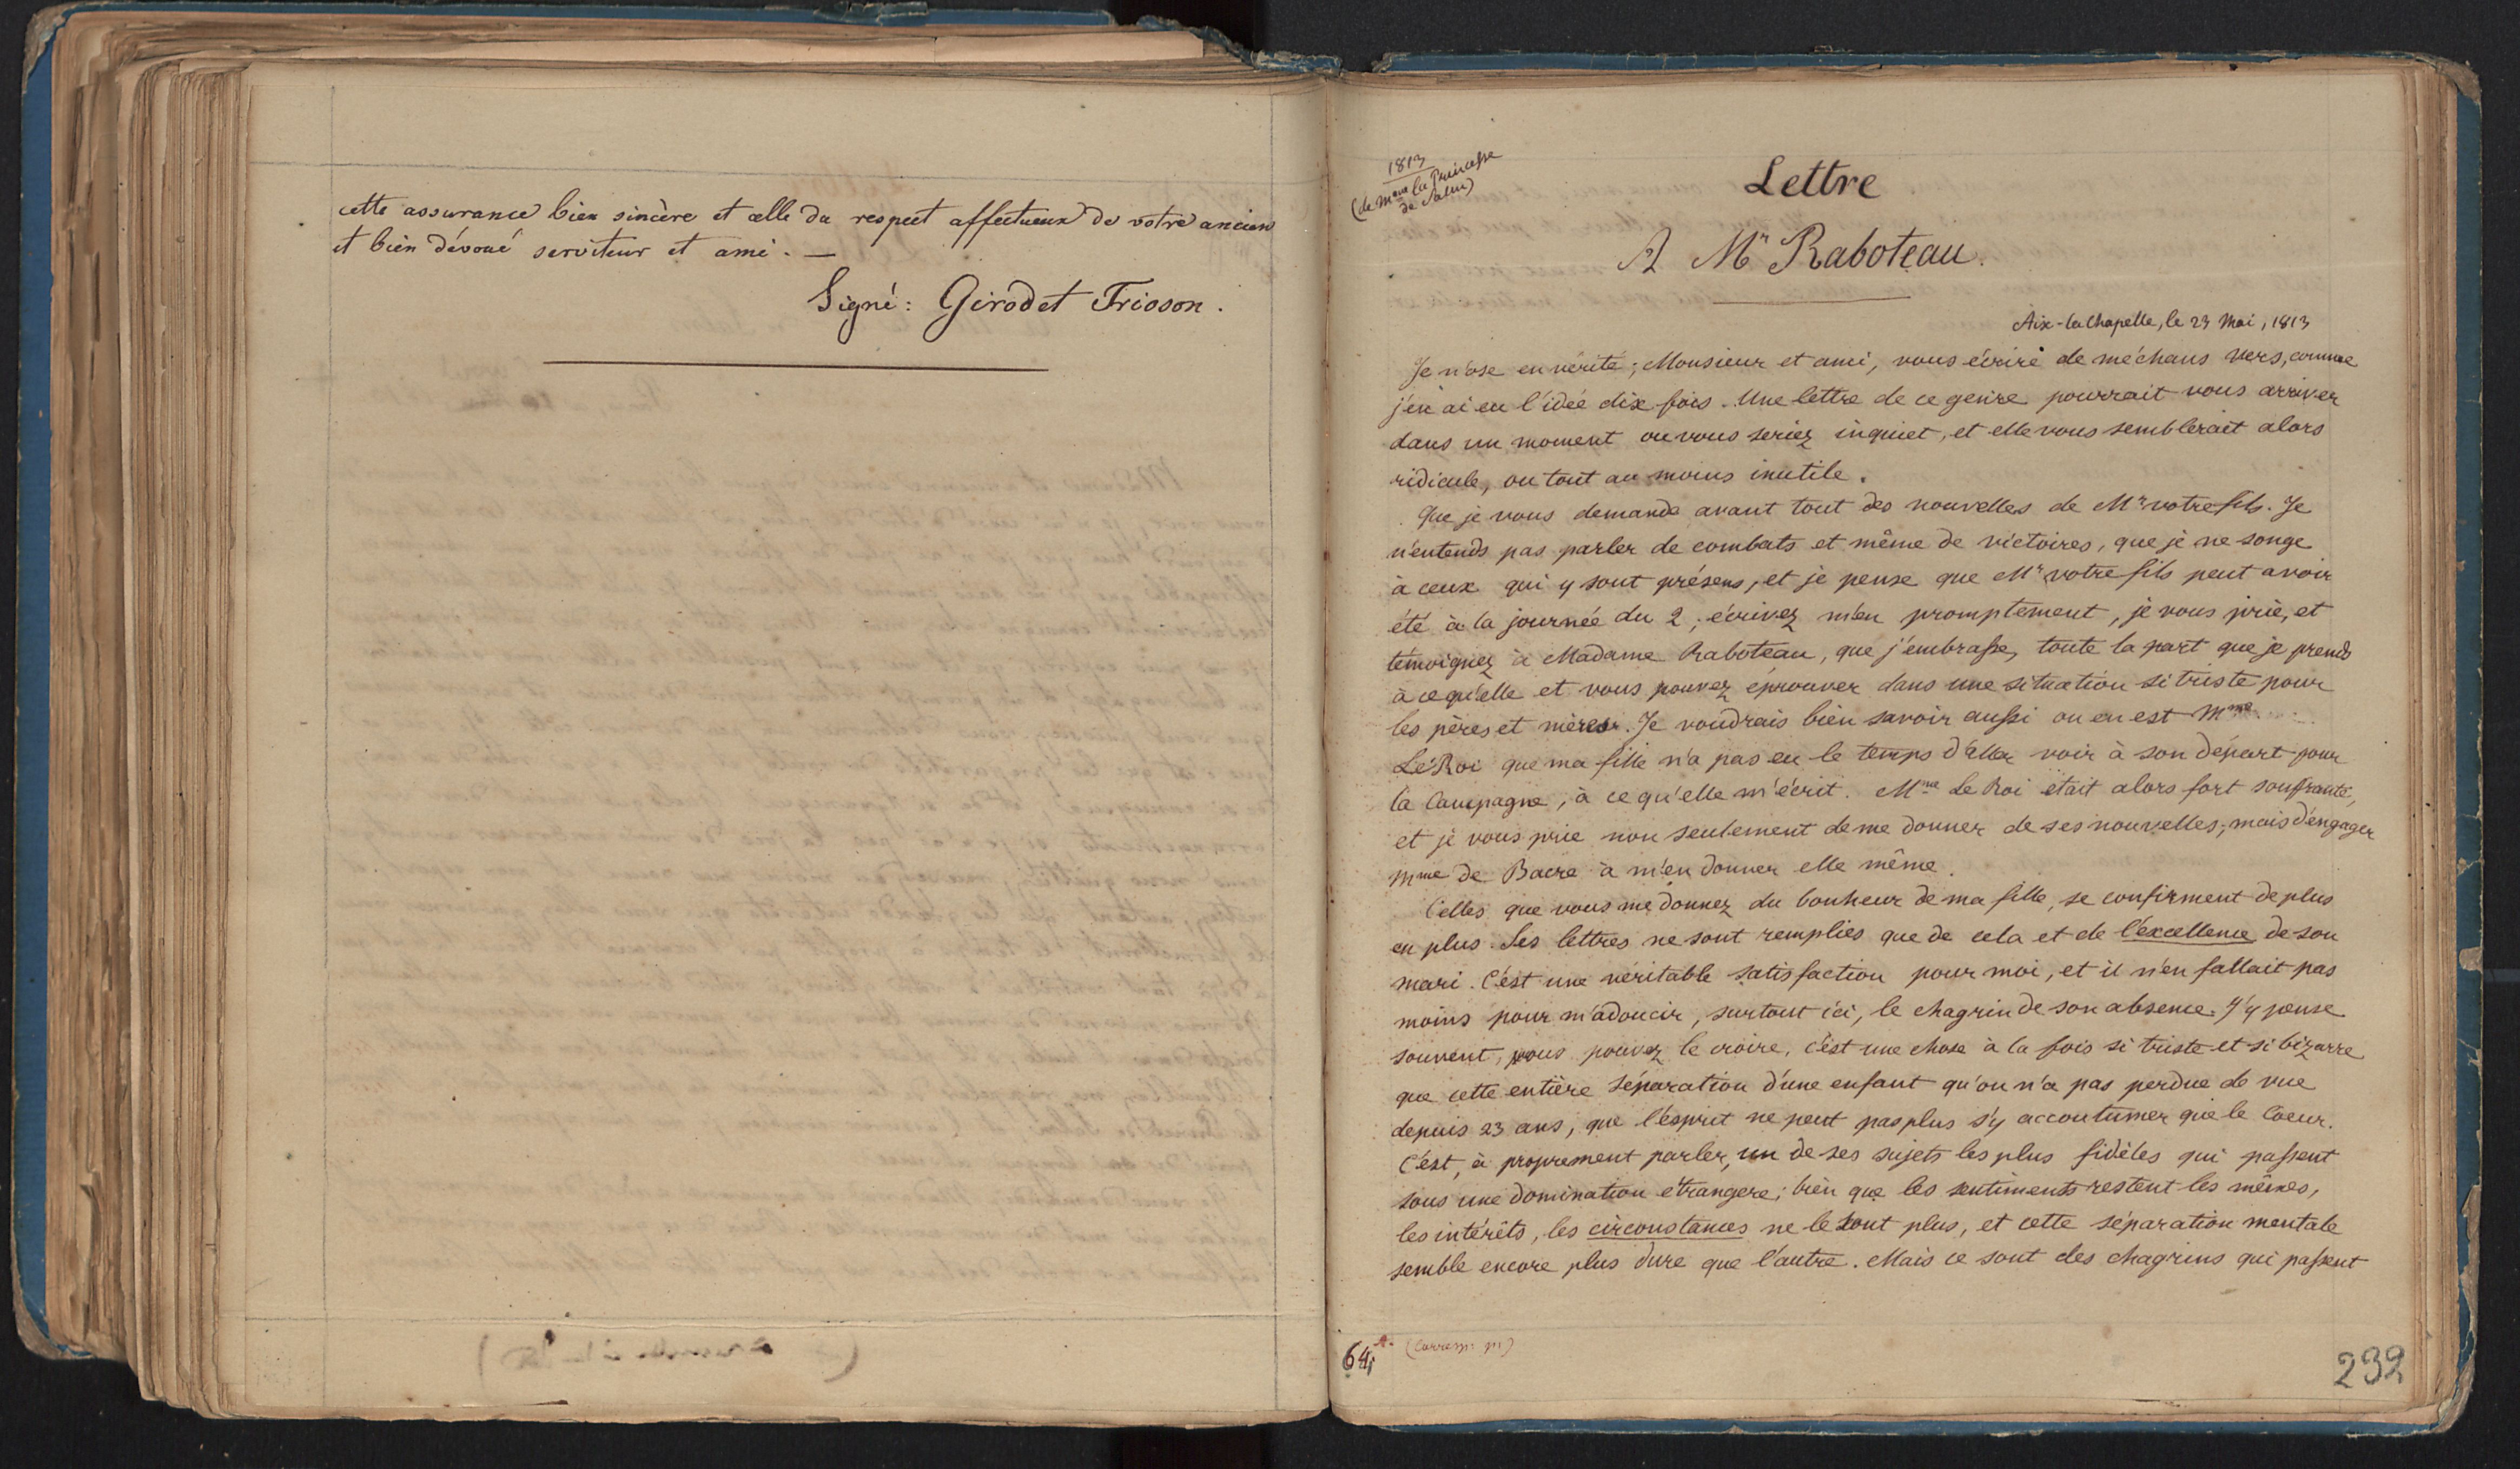 cette assurance bien sincère et celle du respect affectueux de votre ancien
et bien dévoué serviteur et ami. —
Signé: Girodet Trioson.
1813
(de Mme la Princesse
de Salm)
Lettre
A Mr Raboteau.
Aix-la Chapelle, le 23 Mai, 1813
Je n'ose en vérité; Monsieur et ami, vous écrire de méchans vers, comme
j'en ai eu l'idée dix fois. Une lettre de ce genre pourrait vous arriver
dans un moment ou vous seriez inquiet, et elle vous semblerait alors
ridicule, ou tout au moins inutile.
Que je vous demande avant tout des nouvelles de Mr votre fils. Je
n'entends pas parler de combats et même de victoires, que je ne songe
à ceux qui y sont présens, et je pense que Mr votre fils peut avoir
été à la journée du 2; écrivez m'en promptement, je vous prie, et
témoignez à Madame Raboteau, que j'embrasse, toute la part que je prends
à ce qu'elle et vous pouvez éprouver dans une situation si triste pour
les pères et mères. Je voudrais bien savoir aussi ou en est Mme
Le Roi que ma fille n'a pas eu le temps d'aller voir à son départ pour
la Campagne, à ce qu'elle m'écrit. Mme Le Roi était alors fort souffrante,
et je vous prie non seulement de me donner de ses nouvelles; mais d'engager
Mme de Bacre à m'en donner elle même.
Celles que vous me donnez du bonheur de ma fille, se confirment de plus
en plus. Ses lettres ne sont remplies que de cela et de l'excellence de son
mari. C'est une véritable satisfaction pour moi, et il n'en fallait pas
moins pour m'adoucir, surtout ici, le chagrin de son absence. J'y pense
souvent, vous pouvez le croire, c'est une chose à la fois si triste et si bizarre
que cette entière séparation d'une enfant qu'on n'a pas perdue de vue
depuis 23 ans, que l'esprit ne peut pas plus s'y accoutumer que le Coeur.
C'est, à proprement parler, un de ses sujets les plus fidèles qui passent
sous une domination étrangere; bien que les sentiments restent les mêmes,
les intérêts, les circonstances ne le sont plus, et cette séparation mentale
semble encore plus dure que l'autre. Mais ce sont des chagrins qui passent
64
232